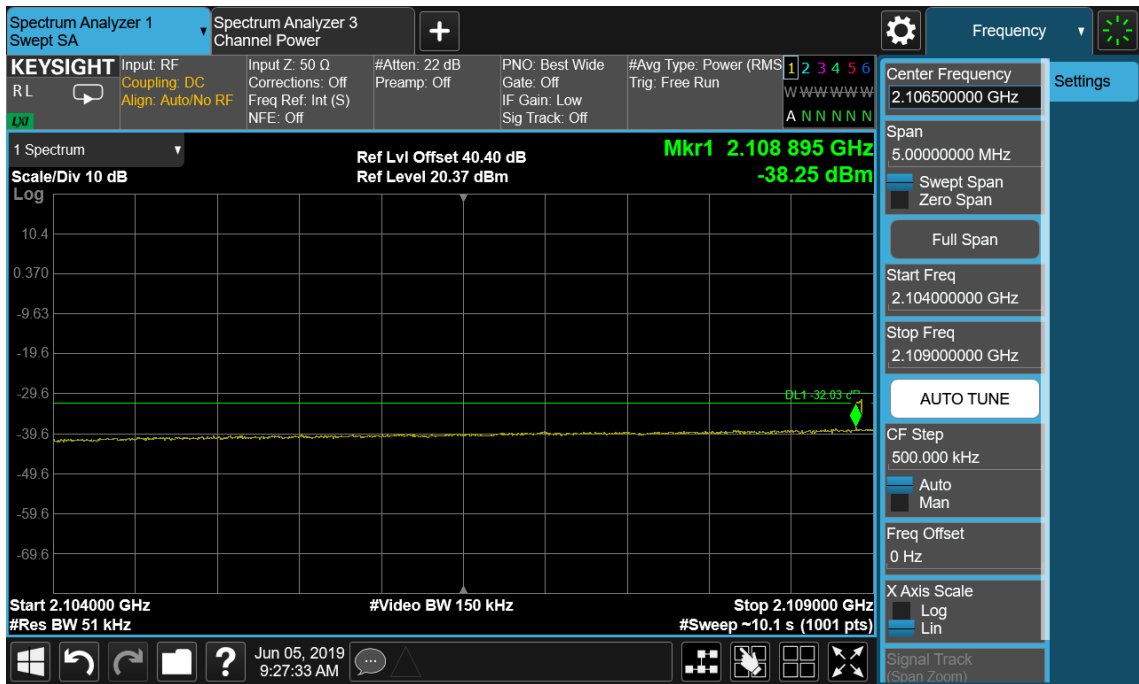 Spectrum Analyzer 1
Swept SA
Spectrum Analyzer 3
Channel Power
Frequency
KEYSIGHT
R L
LXI
Input: RF
Coupling: DC
Align: Auto/No RF
Input Z: 50 Ω
Corrections: Off
Freq Ref: Int (S)
NFE: Off
#Atten: 22 dB
Preamp: Off
PNO: Best Wide
Gate: Off
IF Gain: Low
Sig Track: Off
#Avg Type: Power (RMS
Trig: Free Run
1 2 3 4 5 6
W W W W W W
A N N N N N
1 Spectrum
Scale/Div 10 dB
Ref Lvl Offset 40.40 dB
Ref Level 20.37 dBm
Mkr1 2.108 895 GHz
-38.25 dBm
Log
10.4
0.370
-9.63
-19.6
-29.6
-39.6
-49.6
-59.6
-69.6
DL1 -32.03
1
Start 2.104000 GHz
#Res BW 51 kHz
#Video BW 150 kHz
Stop 2.109000 GHz
#Sweep ~10.1 s (1001 pts)
Center Frequency
2.106500000 GHz
Span
5.00000000 MHz
Swept Span
Zero Span
Full Span
Start Freq
2.104000000 GHz
Stop Freq
2.109000000 GHz
AUTO TUNE
CF Step
500.000 kHz
Auto
Man
Freq Offset
0 Hz
X Axis Scale
Log
Lin
Signal Track
(Span Zoom)
Settings
?
Jun 05, 2019
9:27:33 AM